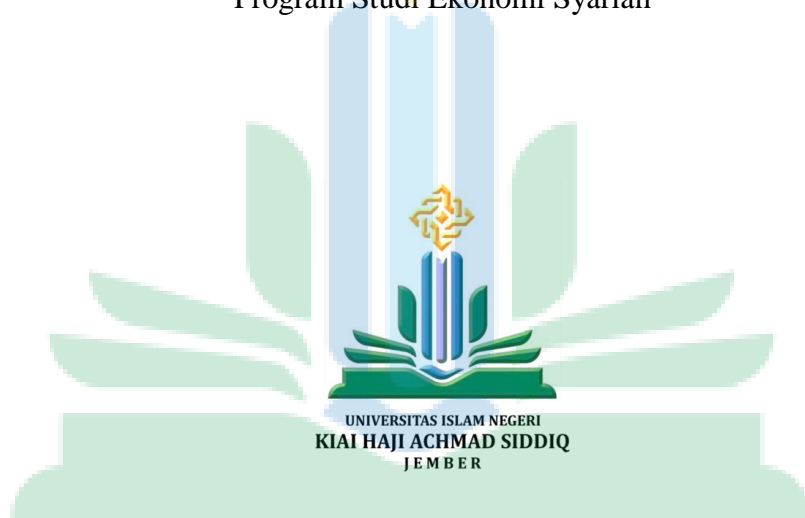 Program Studi Ekonomi Syariah
UNIVERSITAS ISLAM NEGERI
KIAI HAJI ACHMAD SIDDIQ
JEMBER